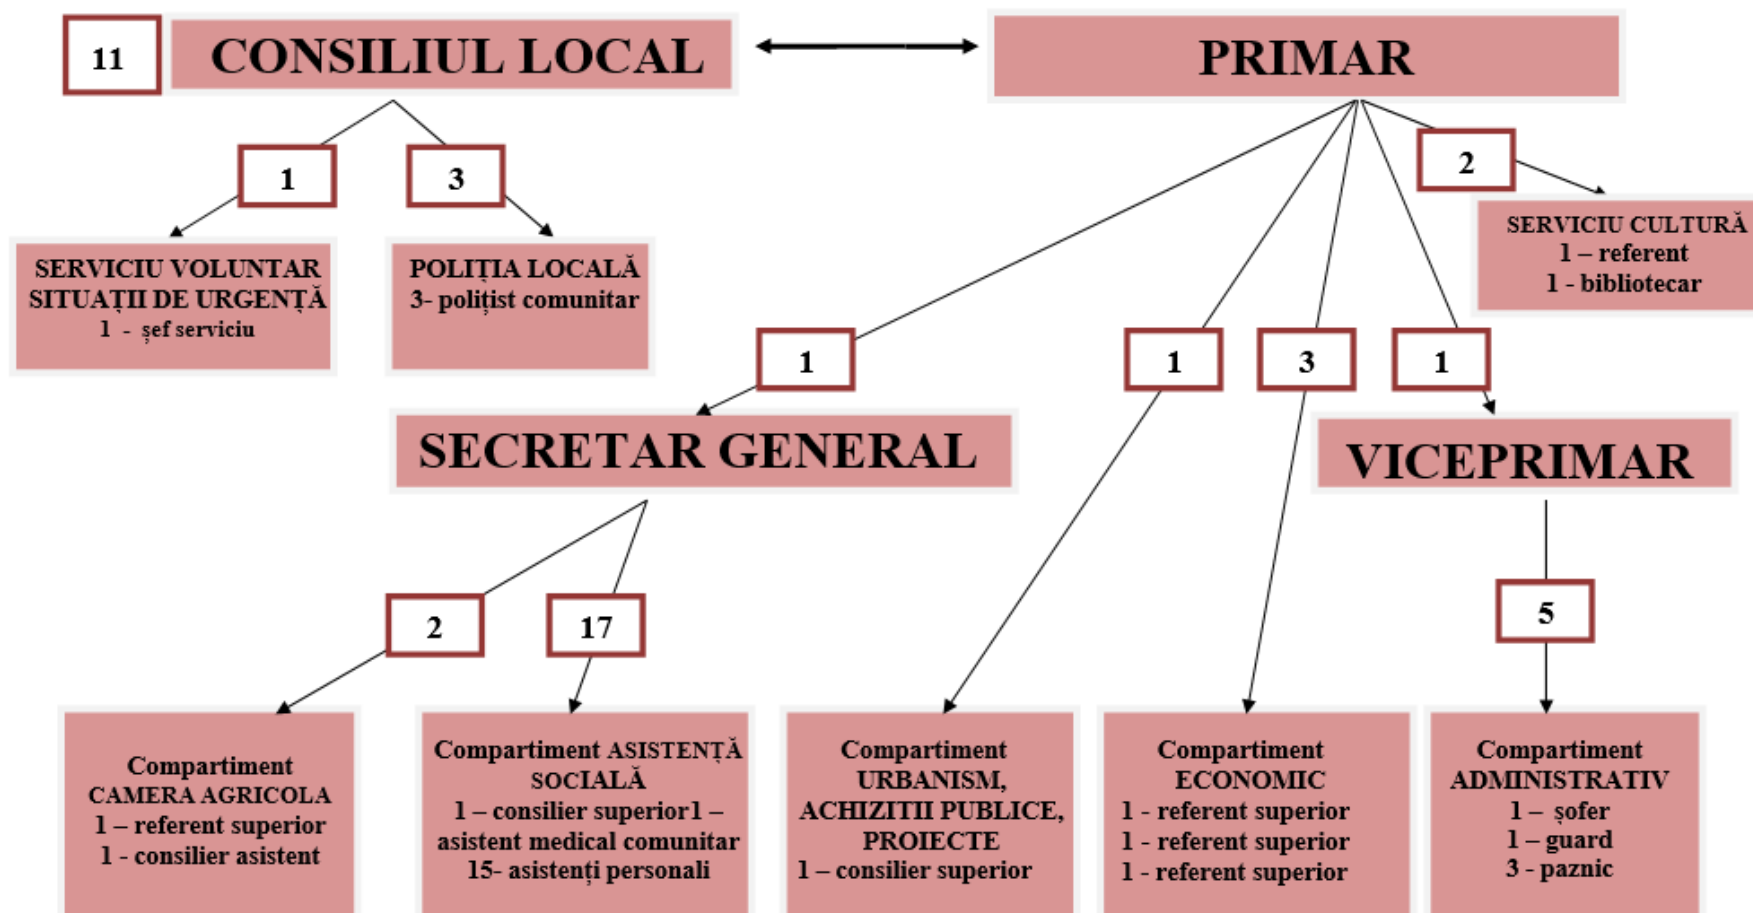 11
CONSILIUL LOCAL
PRIMAR
1
3
2
SERVICIU VOLUNTAR
SITUAȚII DE URGENȚĂ
1 - șef serviciu
POLIȚIA LOCALĂ
3- polițist comunitar
SERVICIU CULTURĂ
1 – referent
1 - bibliotecar
1
1
3
1
SECRETAR GENERAL
VICEPRIMAR
2
17
5
Compartiment
CAMERA AGRICOLA
1 – referent superior
1 - consilier asistent
Compartiment ASISTENȚĂ
SOCIALĂ
1 – consilier superior1 –
asistent medical comunitar
15- asistenți personali
Compartiment
URBANISM,
ACHIZITII PUBLICE,
PROIECTE
1 – consilier superior
Compartiment
ECONOMIC
1 - referent superior
1 - referent superior
1 - referent superior
Compartiment
ADMINISTRATIV
1 – șofer
1 – guard
3 - paznic